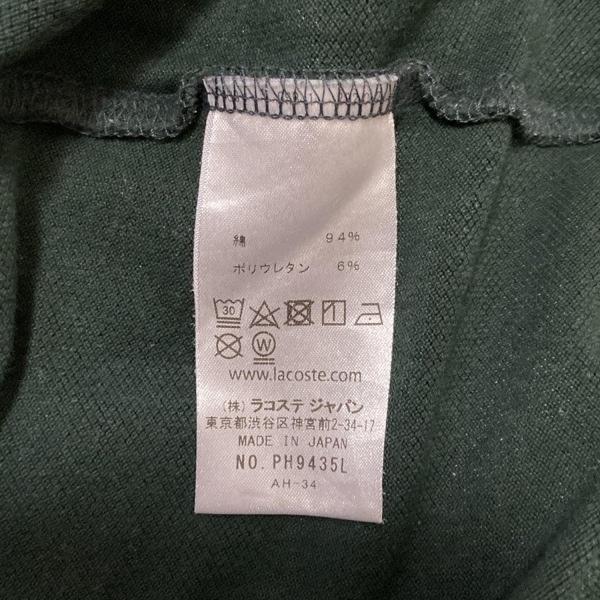 綿 94%
ポリウレタン 6%
30
W
www.lacoste.com
(株) ラコステ ジャパン
東京都渋谷区神宮前2-34-17
MADE IN JAPAN
NO. PH9435L
AH-34